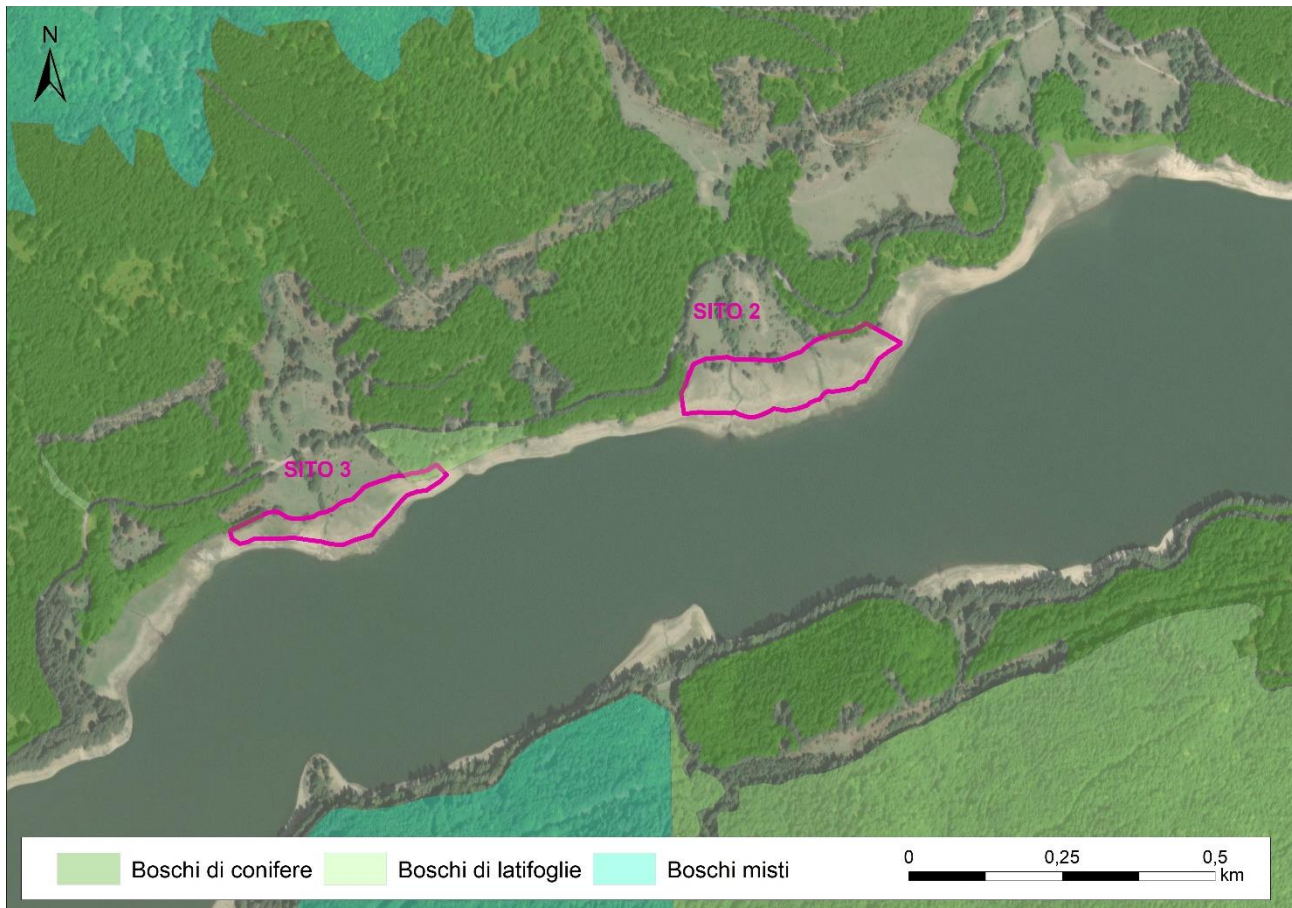 N
SITO 2
SITO 3
Boschi di conifere Boschi di latifoglie Boschi misti
0 0,25 0,5
km